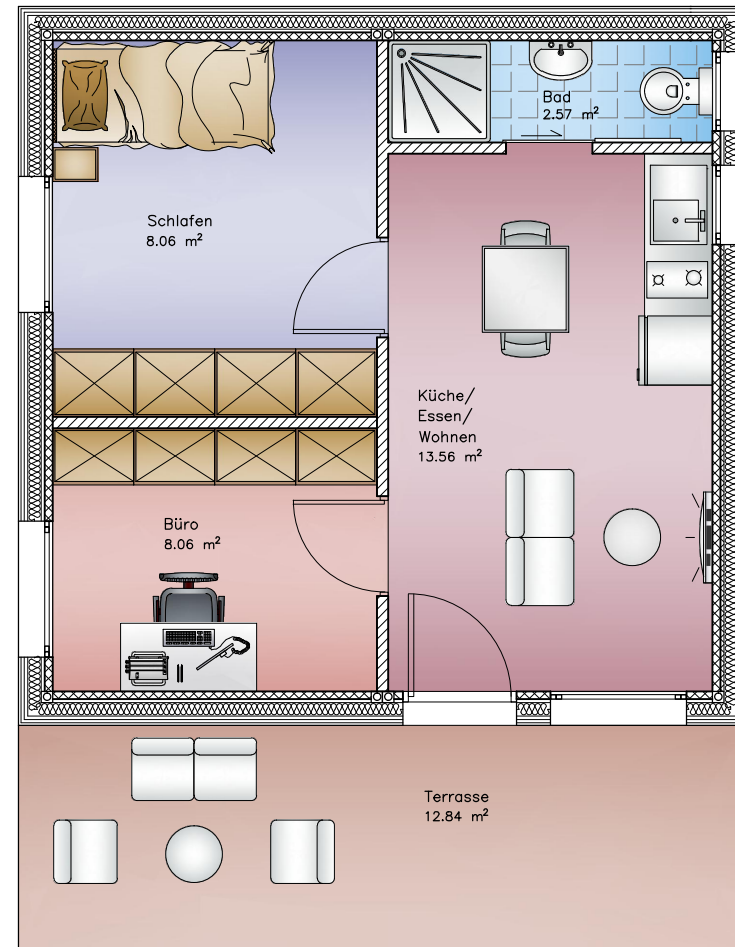 Bad
2.57 m²
Schlafen
8.06 m²
Küche/
Essen/
Wohnen
13.56 m²
Büro
8.06 m²
Terrasse
12.84 m²